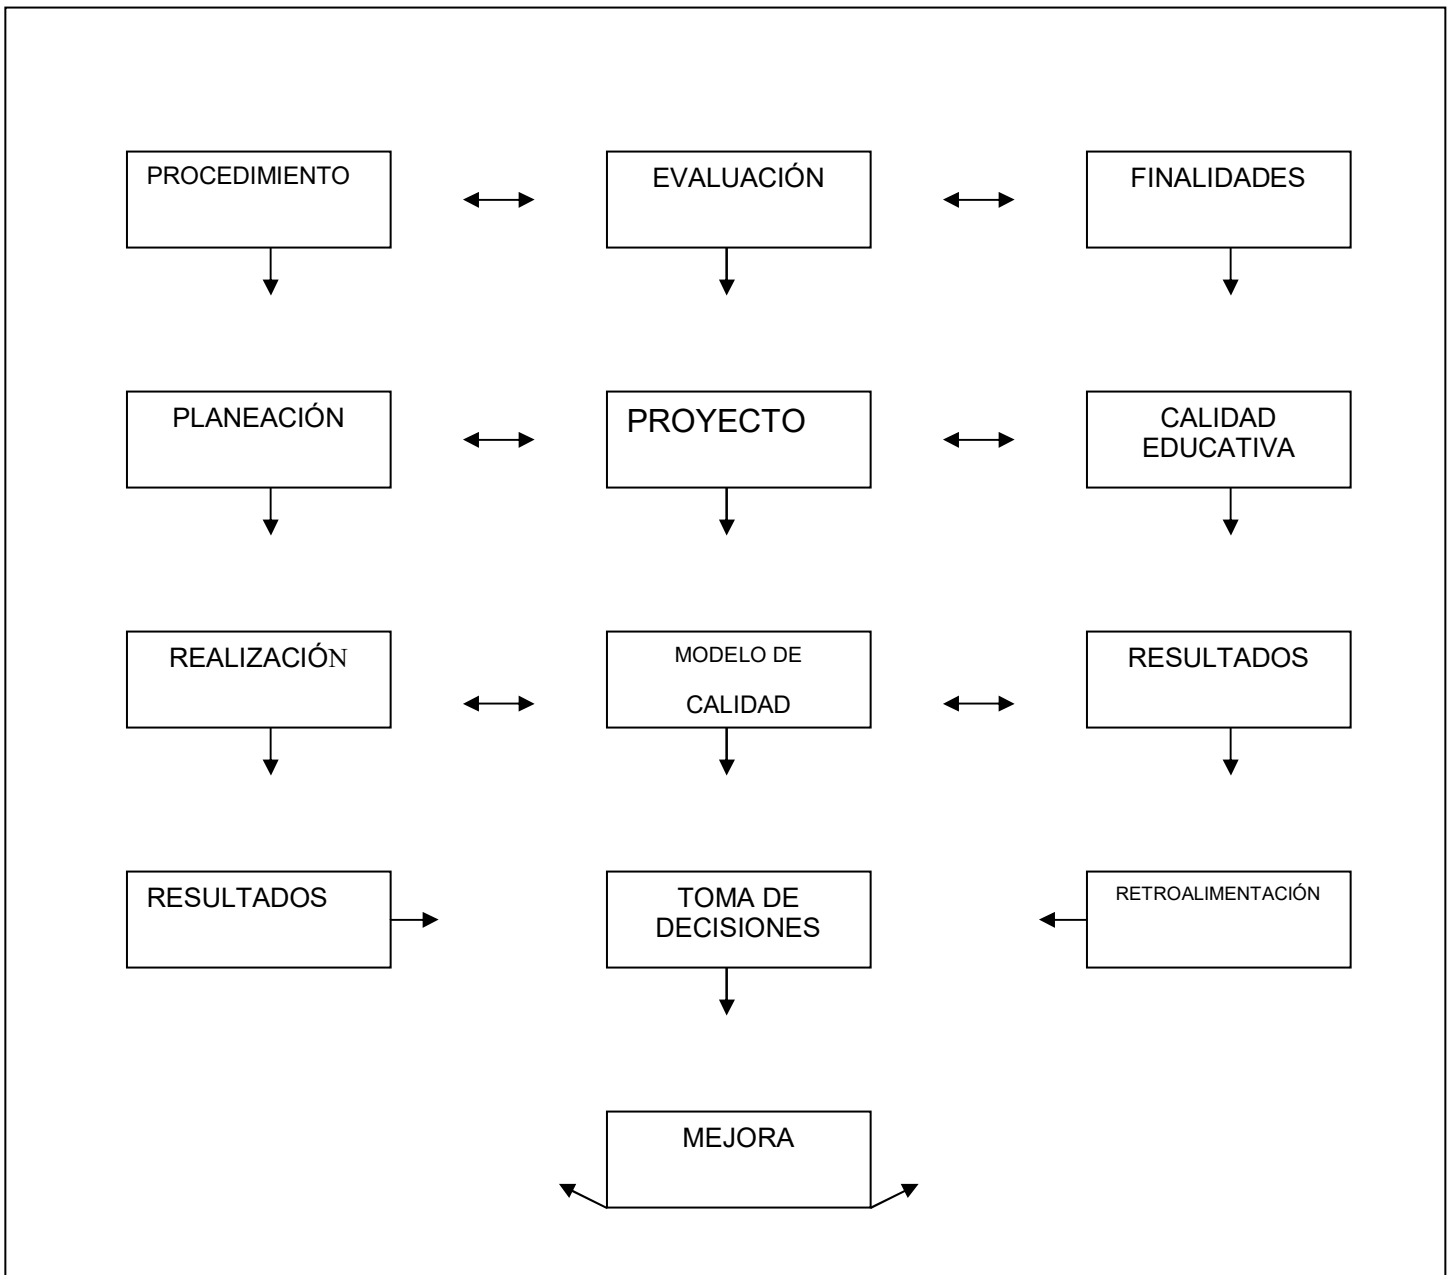 PROCEDIMIENTO
EVALUACIÓN
FINALIDADES
PLANEACIÓN
PROYECTO
CALIDAD
EDUCATIVA
REALIZACIÓN
MODELO DE
CALIDAD
RESULTADOS
RESULTADOS
TOMA DE
DECISIONES
RETROALIMENTACIÓN
MEJORA